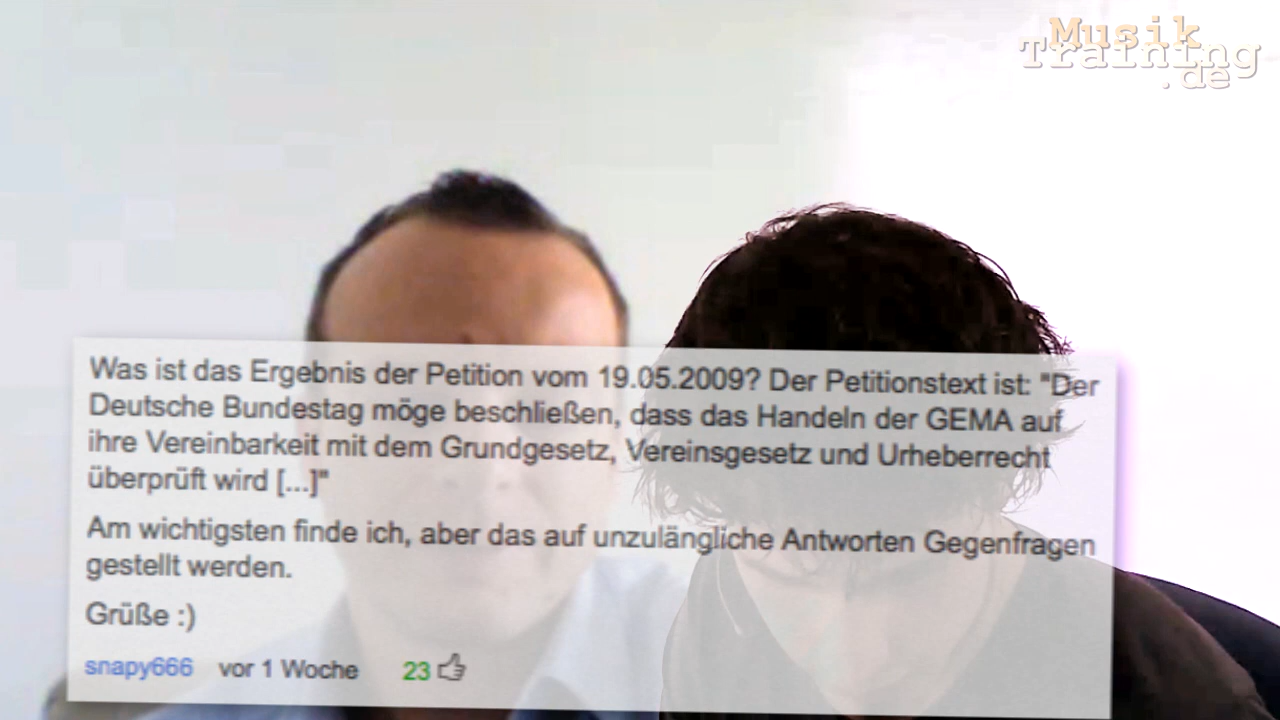 Musik
Training
.de
Was ist das Ergebnis der Petition vom 19.05.2009? Der Petitionstext ist: "Der
Deutsche Bundestag möge beschließen, dass das Handeln der GEMA auf
ihre Vereinbarkeit mit dem Grundgesetz, Vereinsgesetz und Urheberrecht
überprüft wird [...]"
Am wichtigsten finde ich, aber das auf unzulängliche Antworten Gegenfragen
gestellt werden.
Grüße :)
snapy666 vor 1 Woche 23